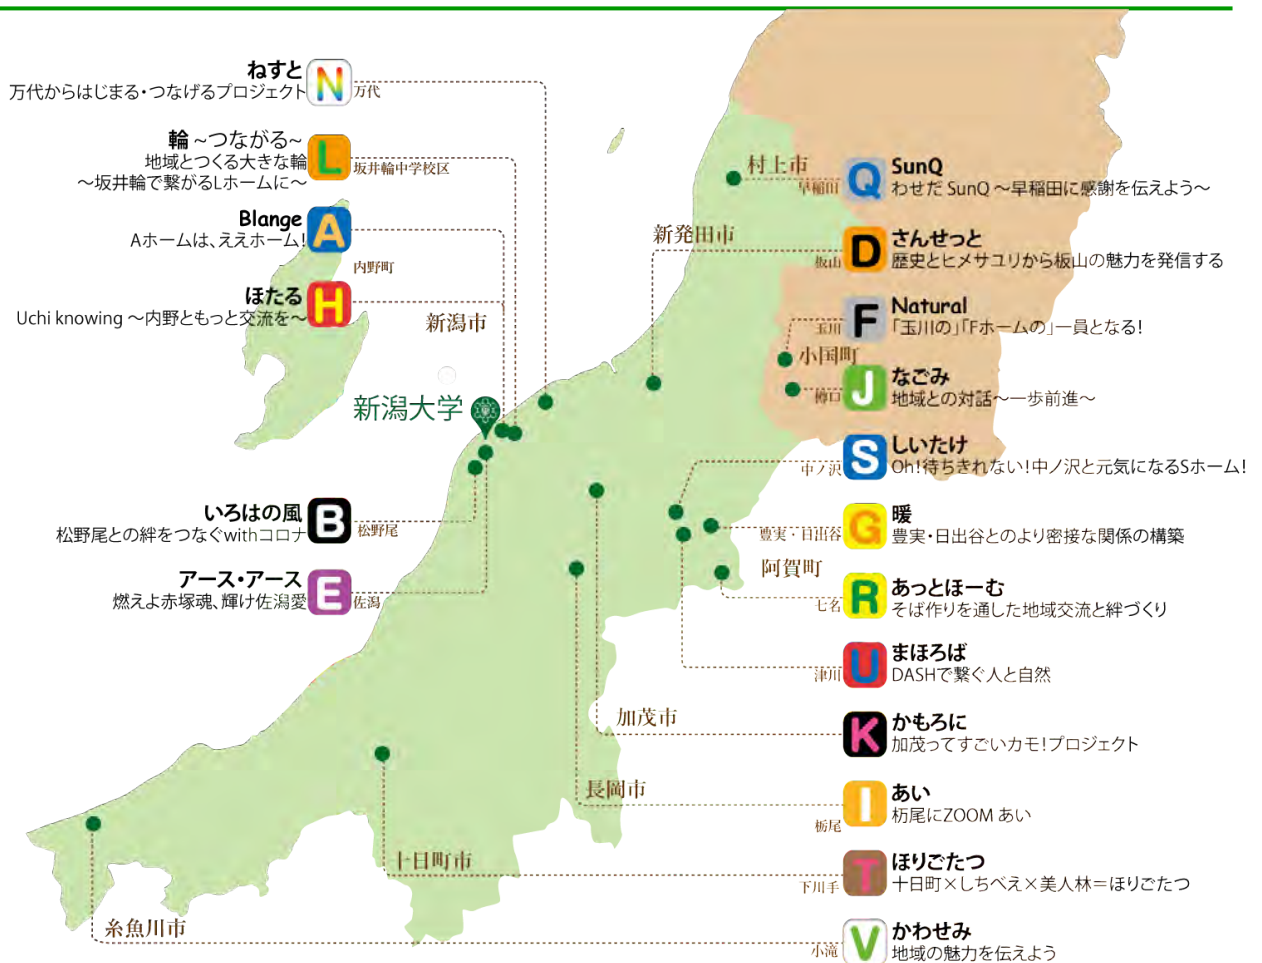 ねすと
万代からはじまる・つなげるプロジェクト
N
万代
輪 ～つながる～
地域とつくる大きな輪
～坂井輪で繋がるLホームに～
L
坂井輪中学校区
Blange
Aホームは、ええホーム!
A
内野町
ほたる
Uchi knowing ～内野ともっと交流を～
H
新潟市
新潟大学
いろはの風
松野尾との絆をつなぐwithコロナ
B
松野尾
アース・アース
燃えよ赤塚魂、輝け佐潟愛
E
佐潟
村上市
早稲田
Q
SunQ
わせだ SunQ ～早稲田に感謝を伝えよう～
新発田市
板山
D
さんせっと
歴史とヒメサユリから板山の魅力を発信する
玉川
F
Natural
「玉川の」「Fホームの」一員となる!
小国町
樽口
J
なごみ
地域との対話～一歩前進～
中ノ沢
S
しいたけ
Oh!待ちきれない!中ノ沢と元気になるSホーム!
豊実・日出谷
G
暖
豊実・日出谷とのより密接な関係の構築
阿賀町
七名
R
あっとほーむ
そば作りを通した地域交流と絆づくり
津川
U
まほろば
DASHで繋ぐ人と自然
加茂市
K
かもろに
加茂ってすごいカモ!プロジェクト
長岡市
栃尾
I
あい
栃尾にZOOM あい
十日町市
下川手
T
ほりごたつ
十日町×しちべえ×美人林＝ほりごたつ
糸魚川市
小滝
V
かわせみ
地域の魅力を伝えよう